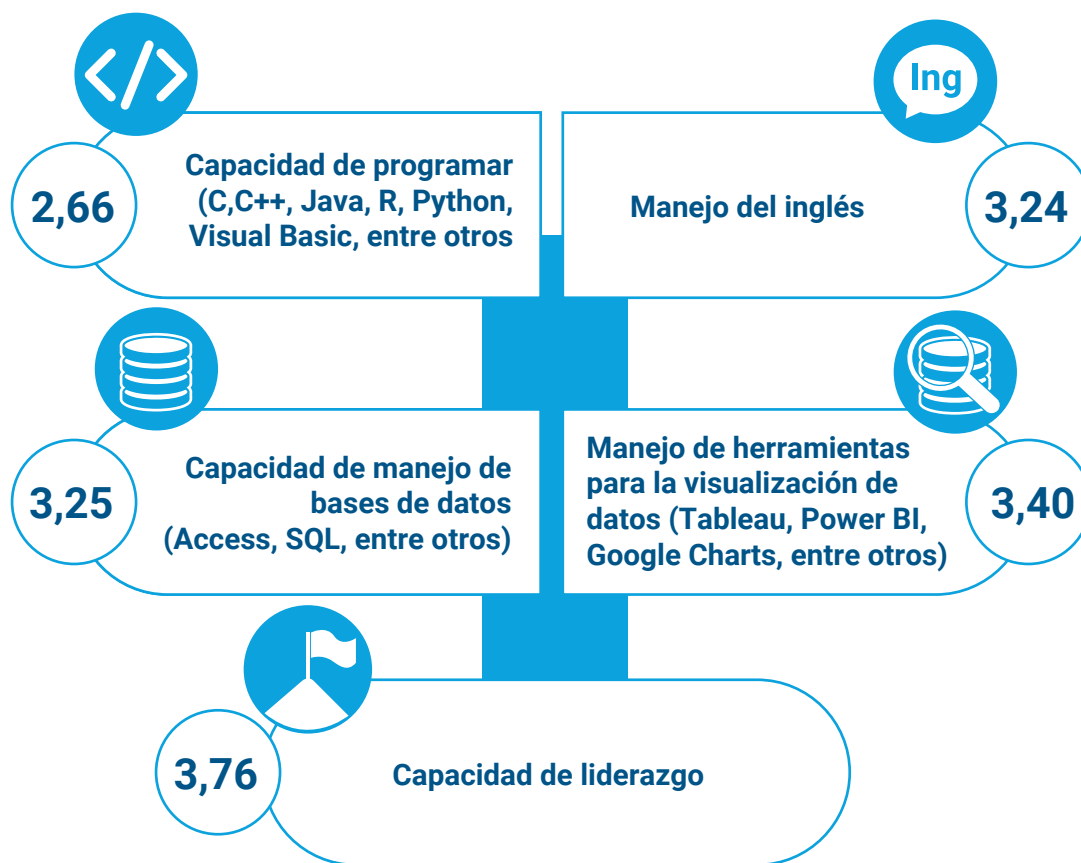 2,66
Capacidad de programar
(C,C++, Java, R, Python,
Visual Basic, entre otros
Ing
Manejo del inglés
3,24
3,25
Capacidad de manejo de
bases de datos
(Access, SQL, entre otros)
Manejo de herramientas
para la visualización de
datos (Tableau, Power BI,
Google Charts, entre otros)
3,40
3,76
Capacidad de liderazgo